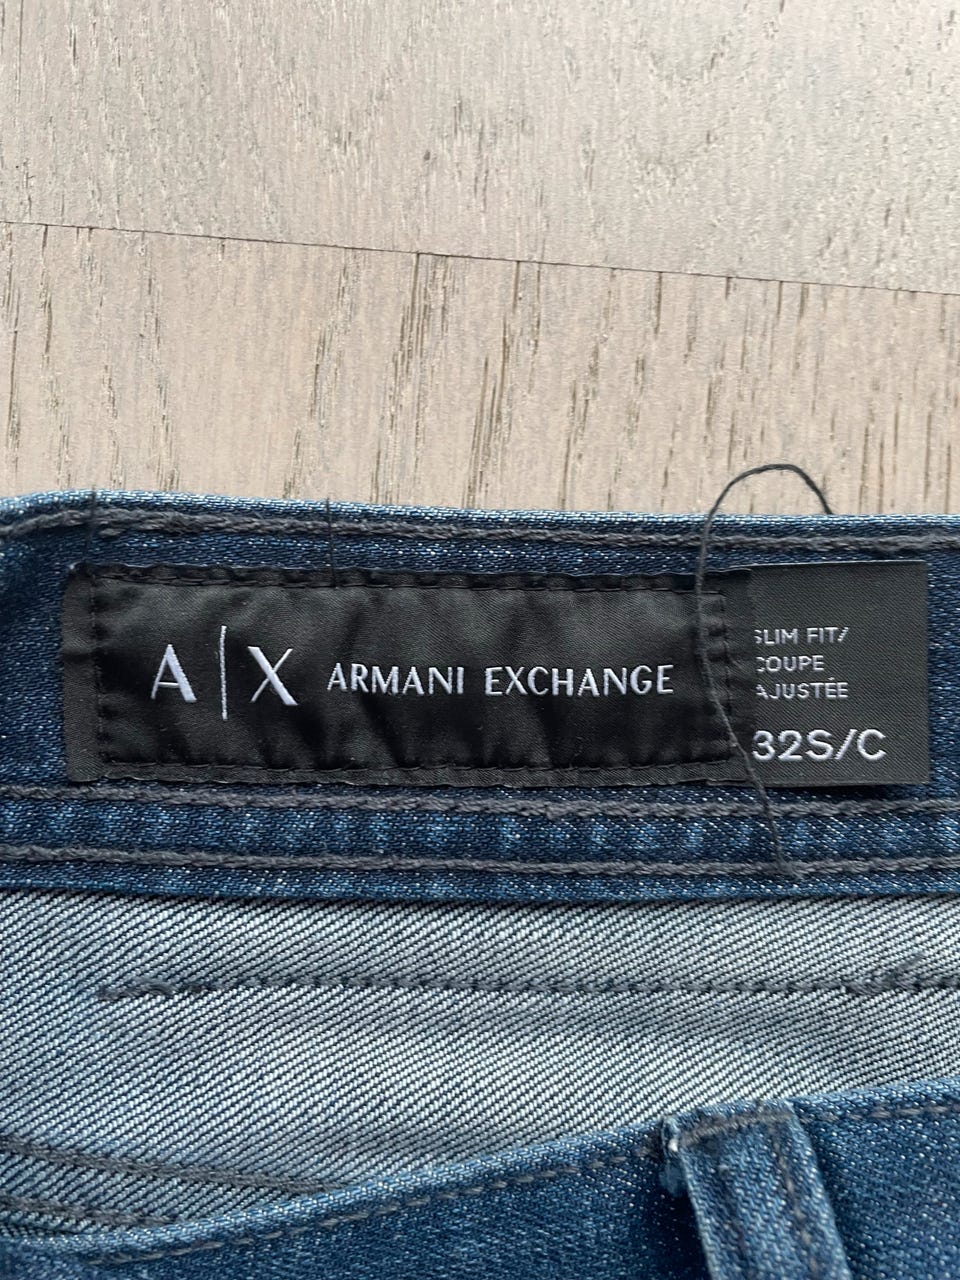 A|X ARMANI EXCHANGE
SLIM FIT/
COUPE
AJUSTÉE
32S/C